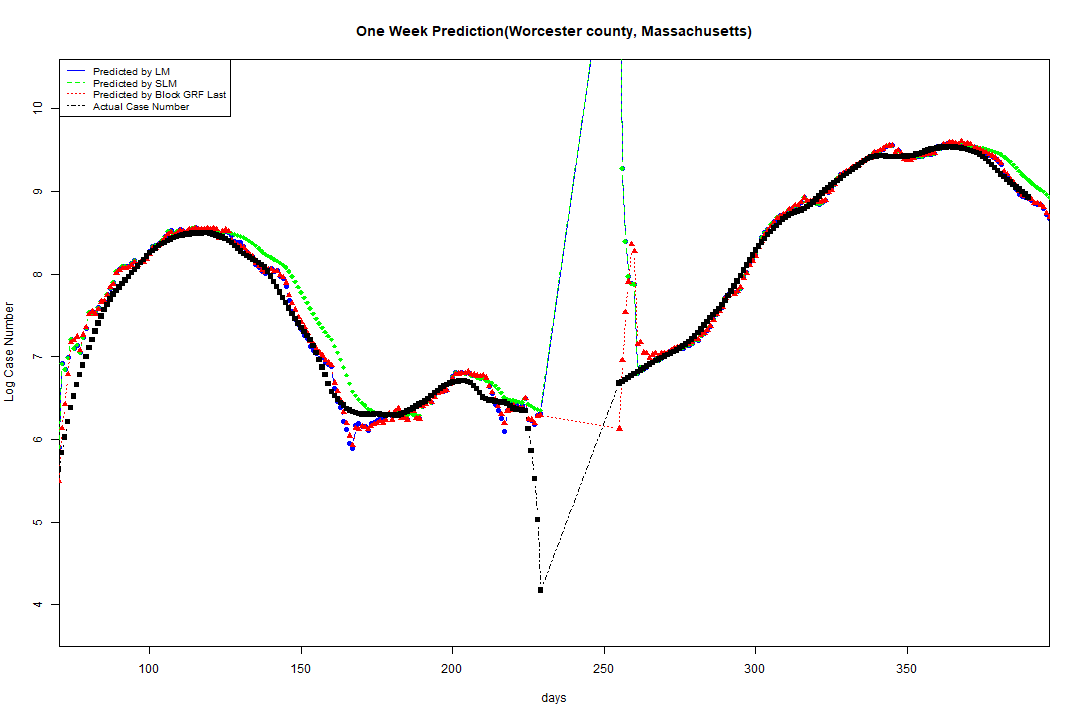 One Week Prediction(Worcester county, Massachusetts)
Predicted by LM
Predicted by SLM
Predicted by Block GRF Last
Actual Case Number
10
9
8
7
6
5
4
Log Case Number
100 150 200 250 300 350
days